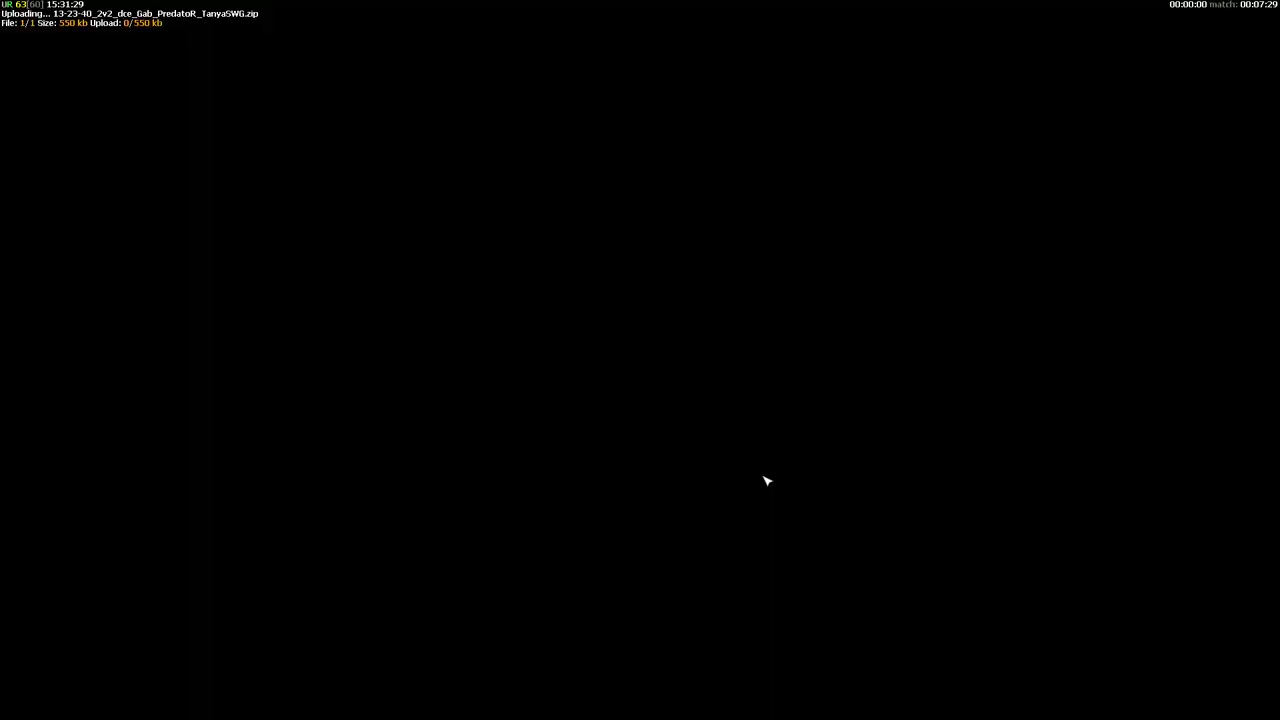 UR 63[60] 15:31:29
00:00:00 match: 00:07:29
Uploading... 13-23-40_2v2_dce_Gab_PredatoR_TanyaSWG.zip
File: 1/1 Size: 550 kb Upload: 0/550 kb